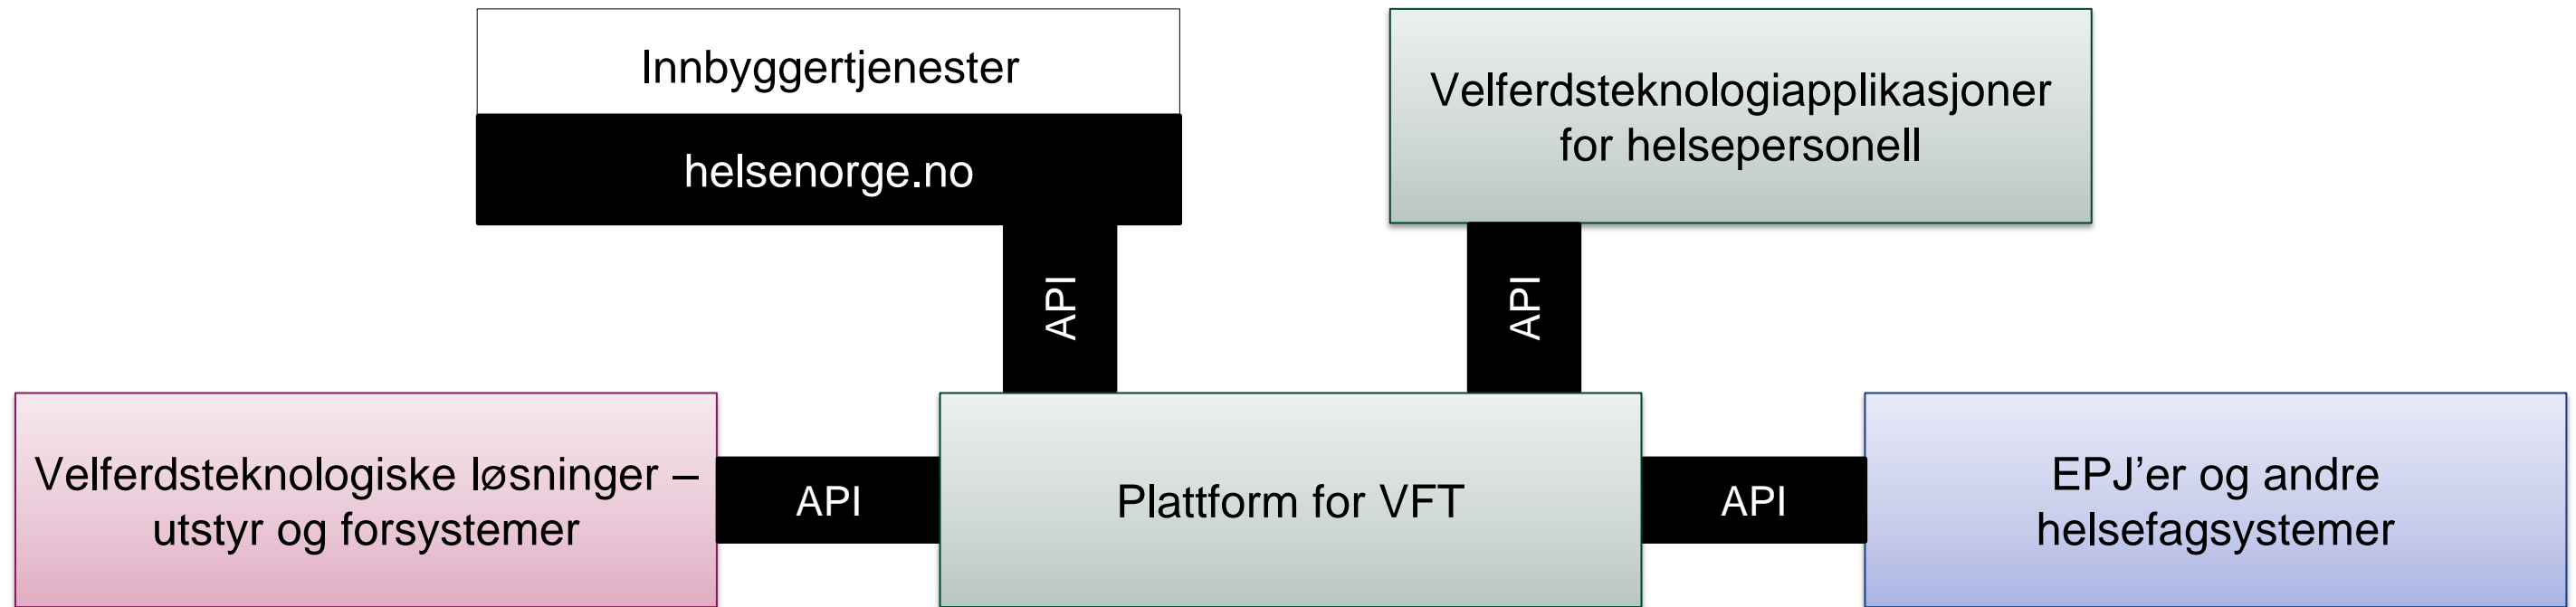 Innbyggertjenester
helsenorge.no
Velferdsteknologiapplikasjoner
for helsepersonell
API
API
Velferdsteknologiske løsninger –
utstyr og forsystemer
API
Plattform for VFT
API
EPJ’er og andre
helsefagsystemer